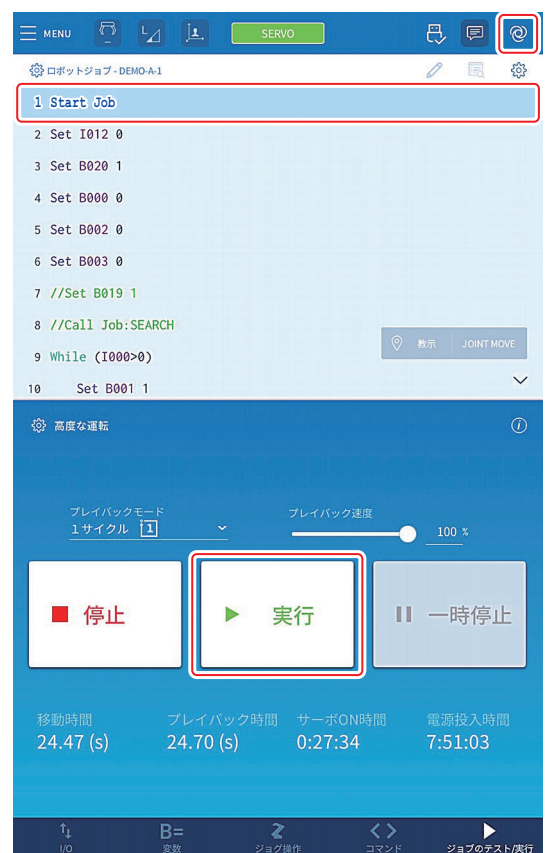 MENU
SERVO
ロボットジョブ - DEMO-A-1
1 Start Job
2 Set I012 0
3 Set B020 1
4 Set B000 0
5 Set B002 0
6 Set B003 0
7 //Set B019 1
8 //Call Job:SEARCH
9 While (I000>0)
教示 JOINT MOVE
10 Set B001 1
高度な運転
プレイバックモード
1サイクル 1
プレイバック速度
100 %
停止
実行
一時停止
移動時間 プレイバック時間 サーボON時間 電源投入時間
24.47 (s) 24.70 (s) 0:27:34 7:51:03
I/O B= 変数 ジョグ操作 コマンド ジョブのテスト/実行